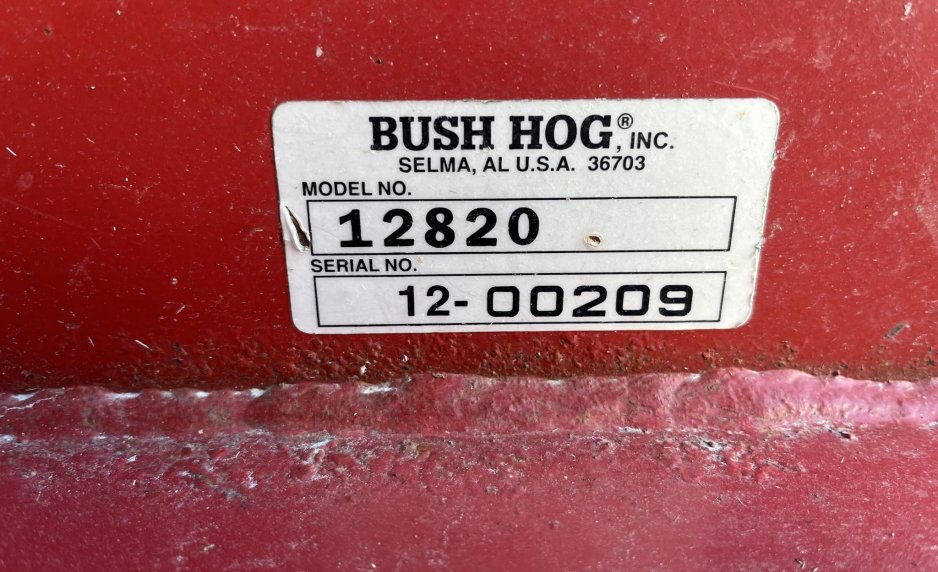 BUSH HOG®, INC.
SELMA, AL U.S.A. 36703
MODEL NO.
12820
SERIAL NO.
12-00209